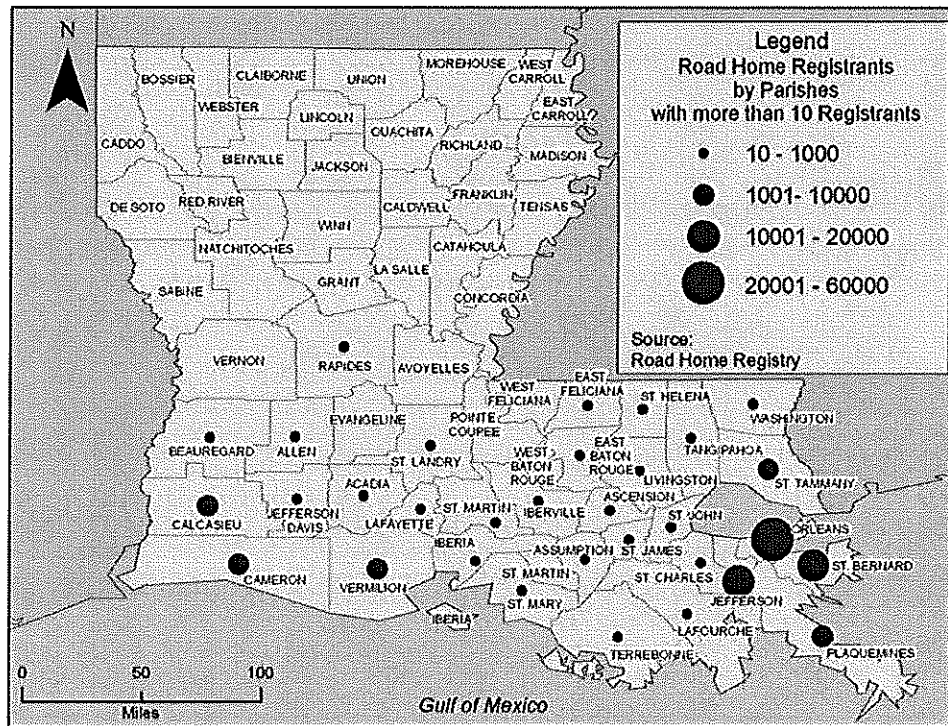 N
Legend
Road Home Registrants
by Parishes
with more than 10 Registrants
10 - 1000
1001- 10000
10001 - 20000
20001 - 60000
Source:
Road Home Registry
BOSSIER
CLAIBORNE
UNION
MOREHOUSE
WEST
CARROLL
WEBSTER
LINCOLN
EAST
CARROLL
OUACHITA
CADDO
RICHLAND
BIENVILLE
JACKSON
MADISON
DE SOTO
RED RIVER
CALDWELL
FRANKLIN
TENSAS
WINN
NATCHITOCHES
CATAHOULA
LA SALLE
GRANT
SABINE
CONCORDIA
VERNON
RAPIDES
AVOYELLES
WEST
FELICIANA
EAST
FELICIANA
ST. HELENA
WASHINGTON
EVANGELINE
POINTE
COUPEE
BEAUREGARD
ALLEN
ST. LANDRY
WEST
BATON
ROUGE
EAST
BATON
ROUGE
TANGIPAHOA
LIVINGSTON
ST. TAMMANY
ACADIA
CALCASIEU
JEFFERSON
DAVIS
LAFAYETTE
ST. MARTIN
IBERVILLE
ASCENSION
ST. JOHN
ORLEANS
IBERIA
ASSUMPTION
ST. JAMES
CAMERON
VERMILION
ST. MARTIN
ST. CHARLES
ST. BERNARD
JEFFERSON
ST. MARY
IBERIA
LAFOURCHE
TERREBONNE
PLAQUEMINES
0 50 100
Miles
Gulf of Mexico